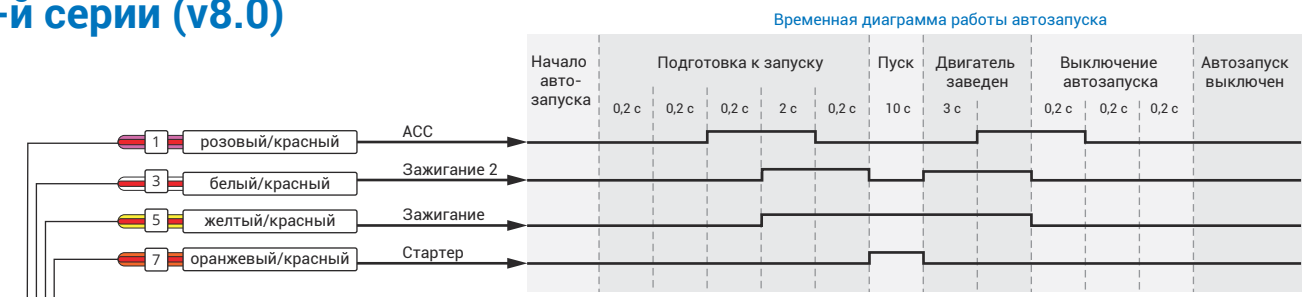 -й серии (v8.0)
Временная диаграмма работы автозапуска
Начало
авто-
запуска
Подготовка к запуску
Пуск
Двигатель
заведен
Выключение
автозапуска
Автозапуск
выключен
0,2 с 0,2 с 0,2 с 2 с 0,2 с 10 с 3 с 0,2 с 0,2 с 0,2 с
1 розовый/красный ACC
3 белый/красный Зажигание 2
5 желтый/красный Зажигание
7 оранжевый/красный Стартер